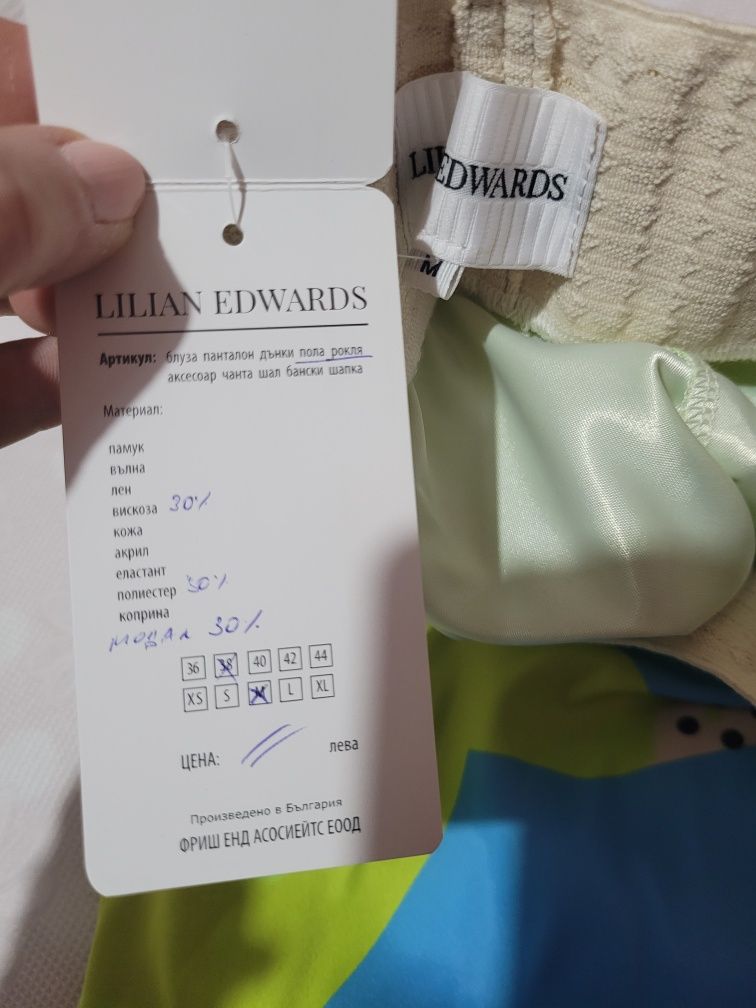 LILIAN EDWARDS
Артикул: блуза панталон дънки пола рокля
аксесоар чанта шал бански шапка
Материал:
памук
вълна
лен
вискоза 30%
кожа
акрил
еластант
полиестер 50%
коприна
модал 30%
36 38 40 42 44
XS S M L XL
ЦЕНА: лева
Произведено в България
ФРИШ ЕНД АСОСИЕЙТС ЕООД
LI EDWARDS
M